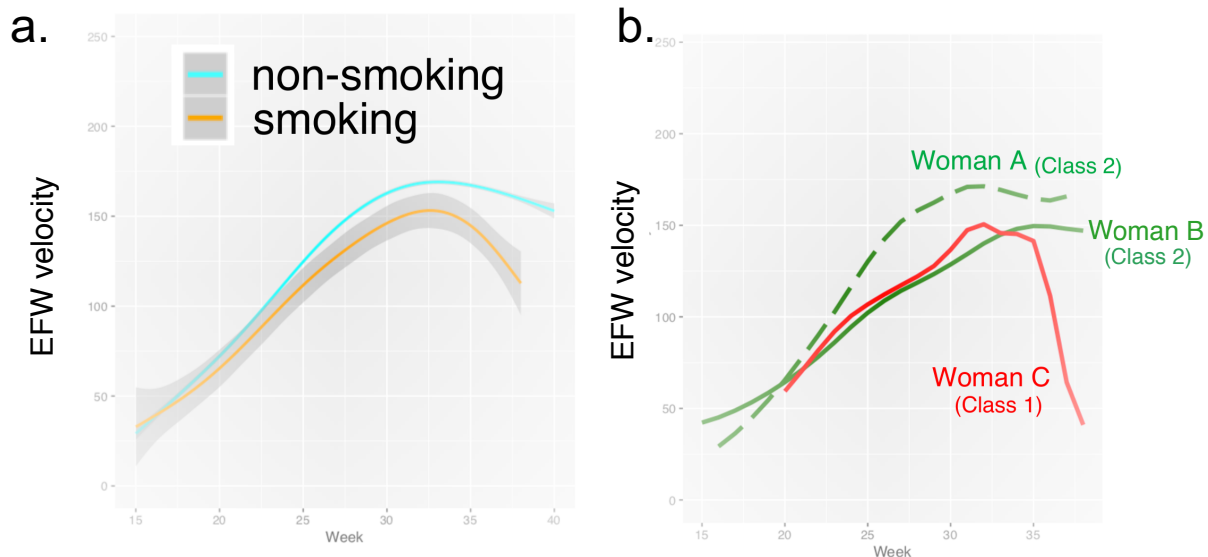 a.
250
200
150
100
50
0
EFW velocity
non-smoking
smoking
15 20 25 30 35 40
Week
b.
250
200
150
100
50
0
EFW velocity
Woman A (Class 2)
Woman B
(Class 2)
Woman C
(Class 1)
15 20 25 30 35
Week